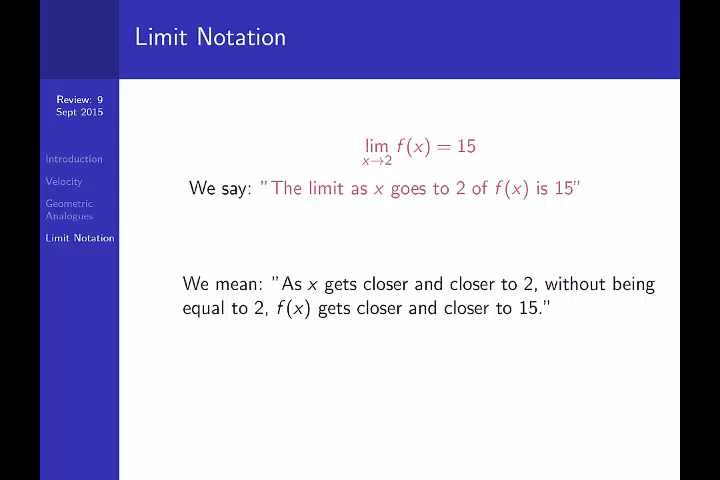 Limit Notation
Review: 9
Sept 2015
Introduction
Velocity
Geometric
Analogues
Limit Notation
lim f(x) = 15
x→2
We say: "The limit as x goes to 2 of f(x) is 15"
We mean: "As x gets closer and closer to 2, without being
equal to 2, f(x) gets closer and closer to 15."